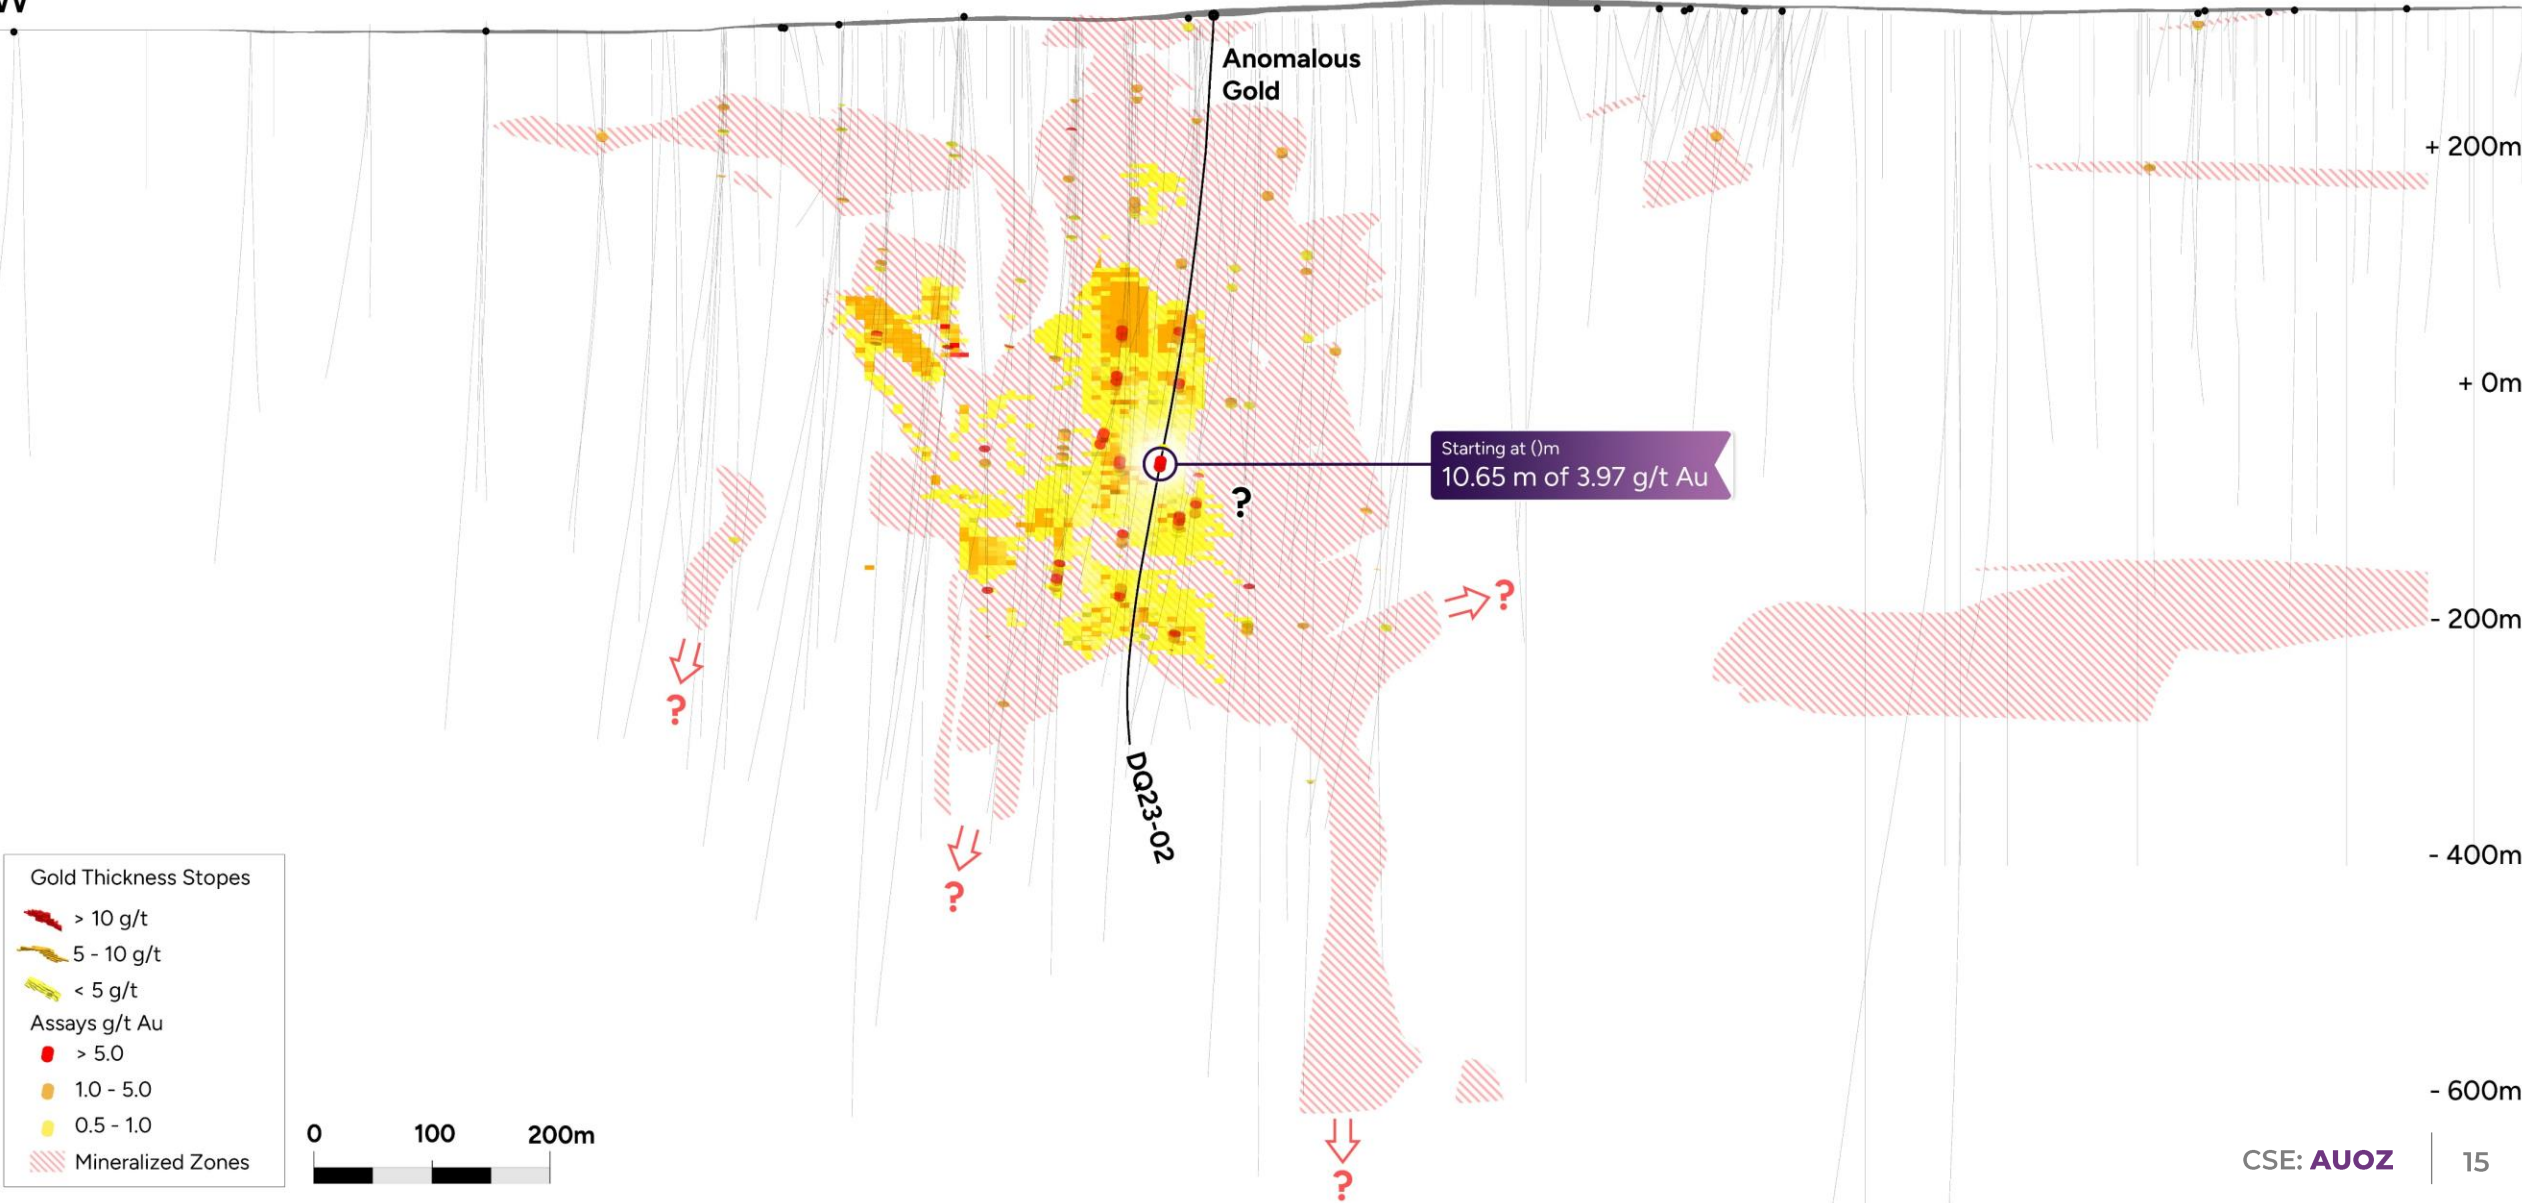 W
Anomalous
Gold
+ 200m
+ 0m
Starting at ()m
10.65 m of 3.97 g/t Au
?
- 200m
?
?
- 400m
?
DQ23-02
- 600m
?
Gold Thickness Stopes
> 10 g/t
5 - 10 g/t
< 5 g/t
Assays g/t Au
> 5.0
1.0 - 5.0
0.5 - 1.0
Mineralized Zones
0 100 200m
CSE: AUOZ 15